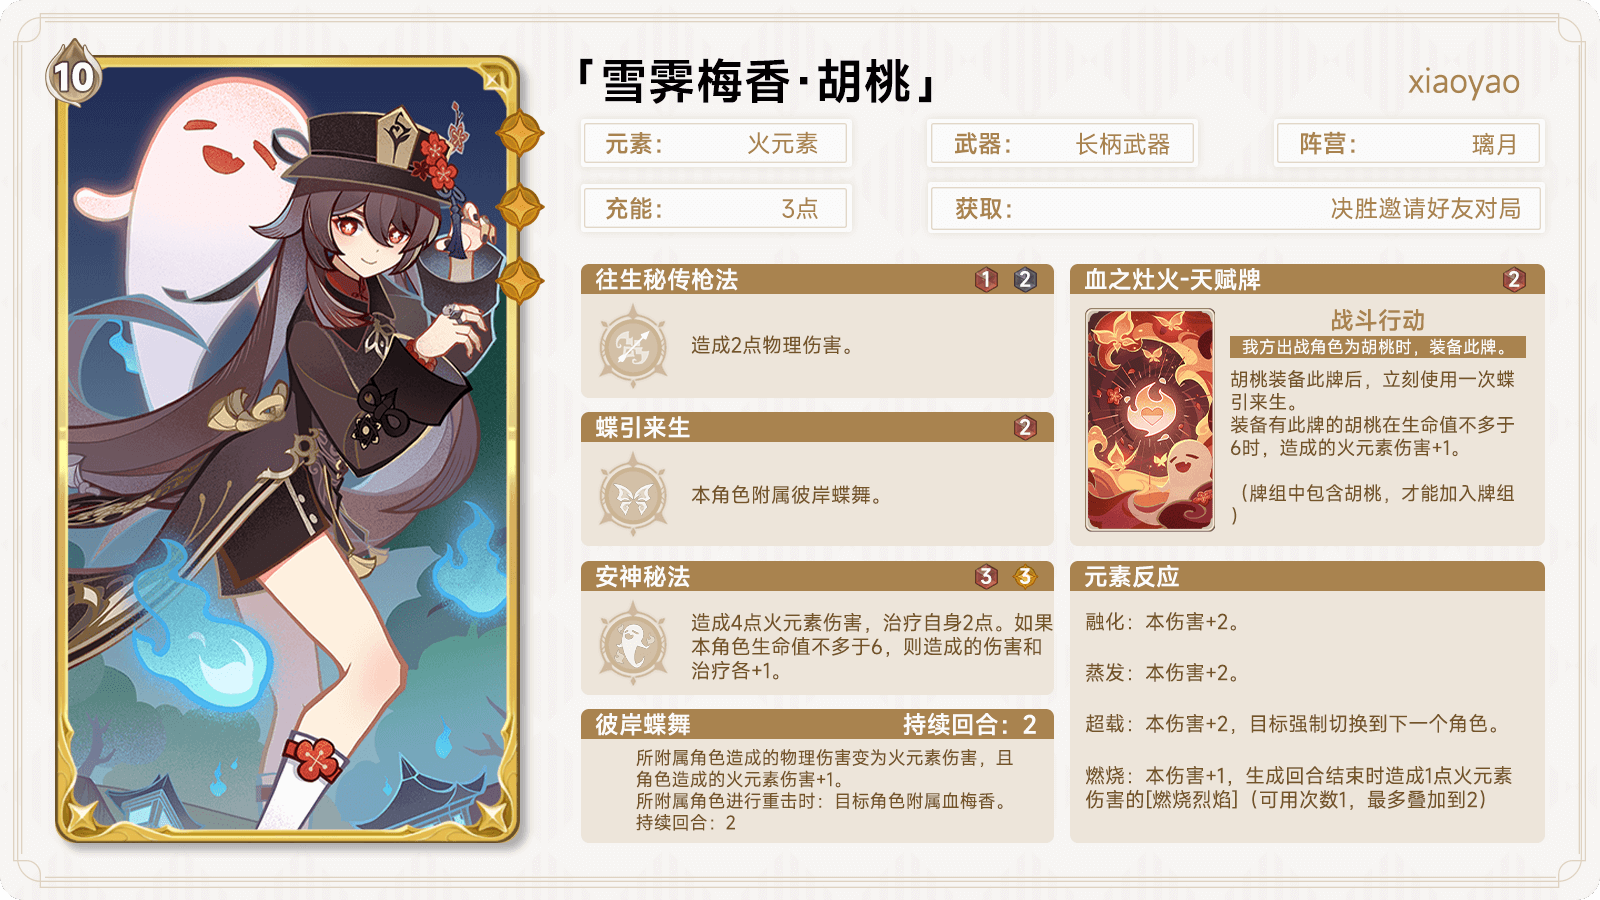 10
「雪霁梅香·胡桃」
xiaoyao
元素： 火元素
武器： 长柄武器
阵营： 璃月
充能： 3点
获取： 决胜邀请好友对局
往生秘传枪法 1 2
造成2点物理伤害。
蝶引来生 2
本角色附属彼岸蝶舞。
安神秘法 3 3
造成4点火元素伤害，治疗自身2点。如果
本角色生命值不多于6，则造成的伤害和
治疗各+1。
彼岸蝶舞 持续回合：2
所附属角色造成的物理伤害变为火元素伤害，且
角色造成的火元素伤害+1。
所附属角色进行重击时：目标角色附属血梅香。
持续回合：2
血之灶火-天赋牌 2
战斗行动
我方出战角色为胡桃时，装备此牌。
胡桃装备此牌后，立刻使用一次蝶
引来生。
装备有此牌的胡桃在生命值不多于
6时，造成的火元素伤害+1。
（牌组中包含胡桃，才能加入牌组
）
元素反应
融化：本伤害+2。
蒸发：本伤害+2。
超载：本伤害+2，目标强制切换到下一个角色。
燃烧：本伤害+1，生成回合结束时造成1点火元素
伤害的[燃烧烈焰]（可用次数1，最多叠加到2）